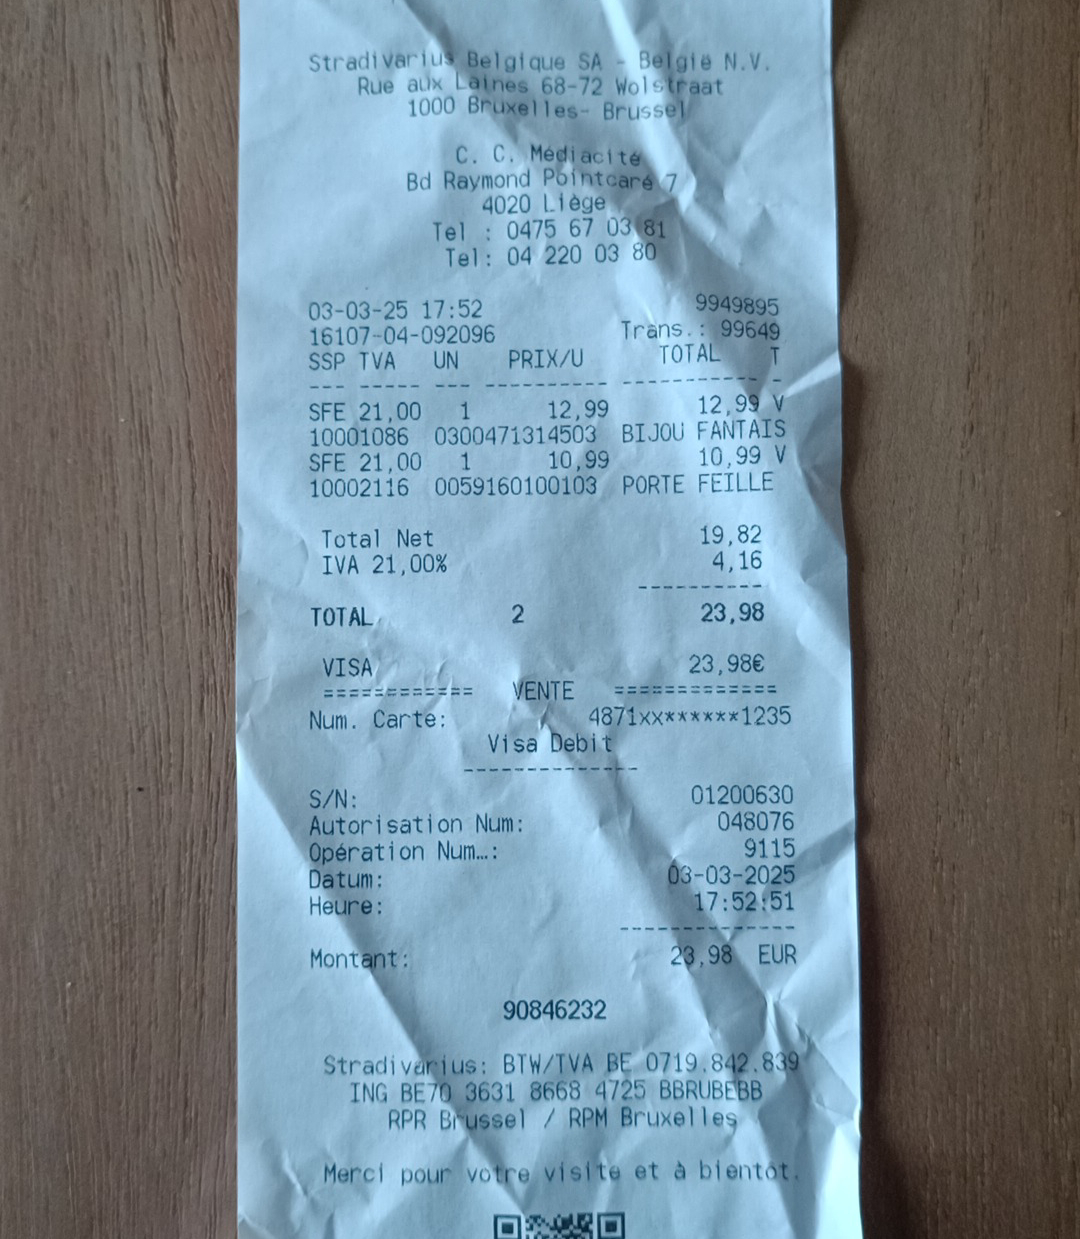 Stradivarius Belgique SA - België N.V.
Rue aux Laines 68-72 Wolstraat
1000 Bruxelles- Brussel
C. C. Médiacité
Bd Raymond Pointcaré 7
4020 Liège
Tel : 0475 67 03 81
Tel: 04 220 03 80
03-03-25 17:52 9949895
16107-04-092096 Trans.: 99649
SSP TVA UN PRIX/U TOTAL T
--- ----- --- ---------- ----------- -
SFE 21,00 1 12,99 12,99 V
10001086 0300471314503 BIJOU FANTAIS
SFE 21,00 1 10,99 10,99 V
10002116 0059160100103 PORTE FEILLE
Total Net 19,82
IVA 21,00% 4,16
----------
TOTAL 2 23,98
VISA 23,98€
============ VENTE =============
Num. Carte: 4871xx******1235
Visa Debit
--------------
S/N: 01200630
Autorisation Num: 048076
Opération Num…: 9115
Datum: 03-03-2025
Heure: 17:52:51
--------------
Montant: 23,98 EUR
90846232
Stradivarius: BTW/TVA BE 0719.842.839
ING BE70 3631 8668 4725 BBRUBEBB
RPR Brussel / RPM Bruxelles
Merci pour votre visite et à bientôt.